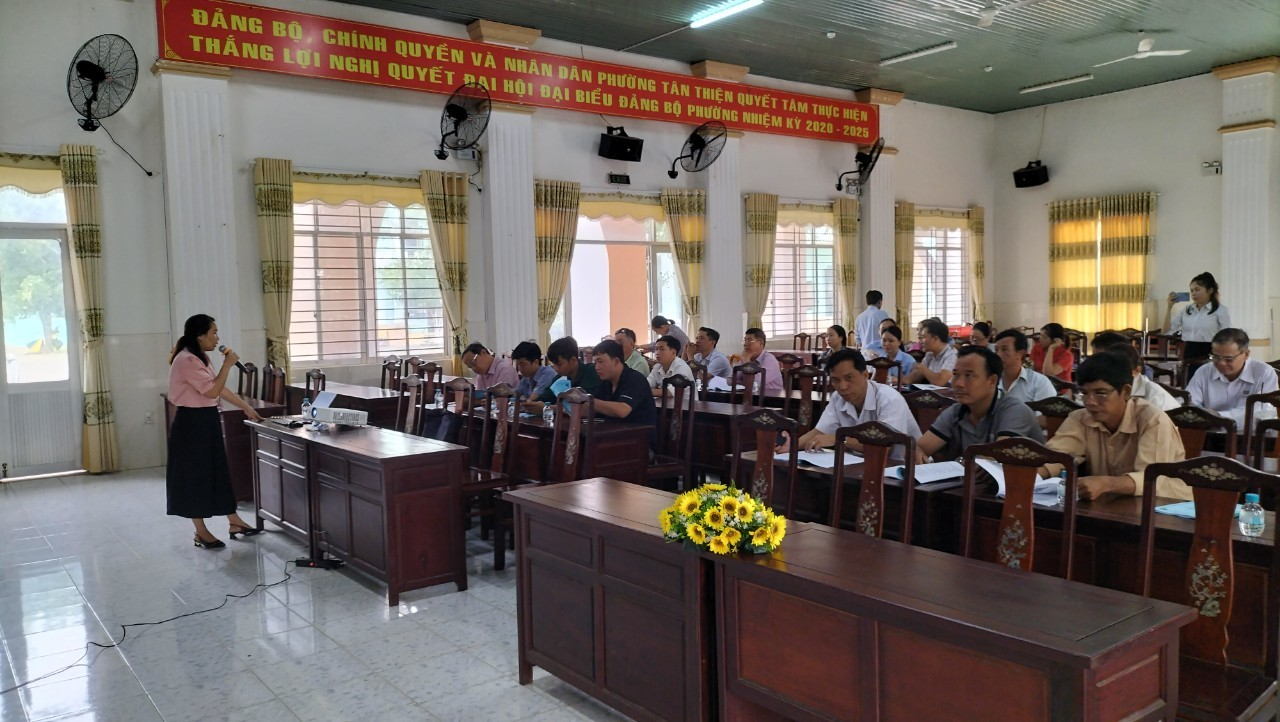 ĐẢNG BỘ, CHÍNH QUYỀN VÀ NHÂN DÂN PHƯỜNG TÂN THIỆN QUYẾT TÂM THỰC HIỆN
THẮNG LỢI NGHỊ QUYẾT ĐẠI HỘI ĐẠI BIỂU ĐẢNG BỘ PHƯỜNG NHIỆM KỲ 2020 - 2025